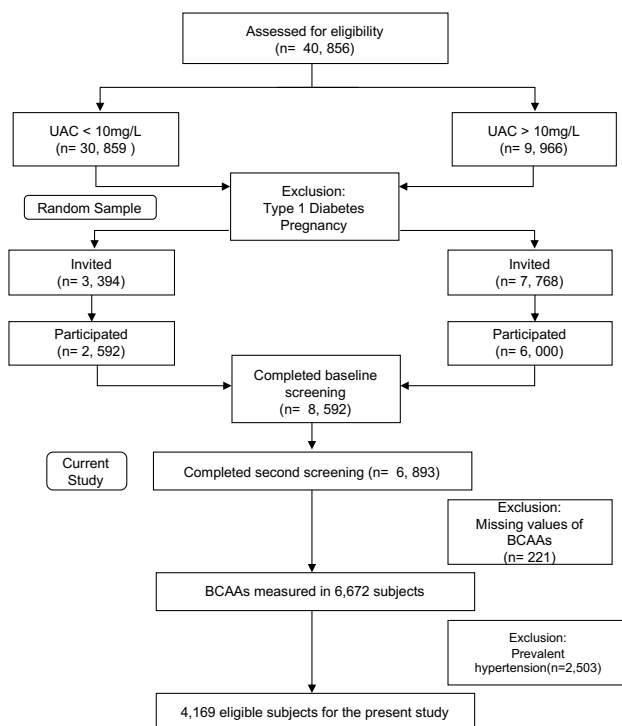 Assessed for eligibility
(n= 40, 856)
UAC < 10mg/L
(n= 30, 859 )
UAC > 10mg/L
(n= 9, 966)
Exclusion:
Type 1 Diabetes
Pregnancy
Random Sample
Invited
(n= 3, 394)
Invited
(n= 7, 768)
Participated
(n= 2, 592)
Participated
(n= 6, 000)
Completed baseline
screening
(n= 8, 592)
Current
Study
Completed second screening (n= 6, 893)
Exclusion:
Missing values of
BCAAs
(n= 221)
BCAAs measured in 6,672 subjects
Exclusion:
Prevalent
hypertension(n=2,503)
4,169 eligible subjects for the present study